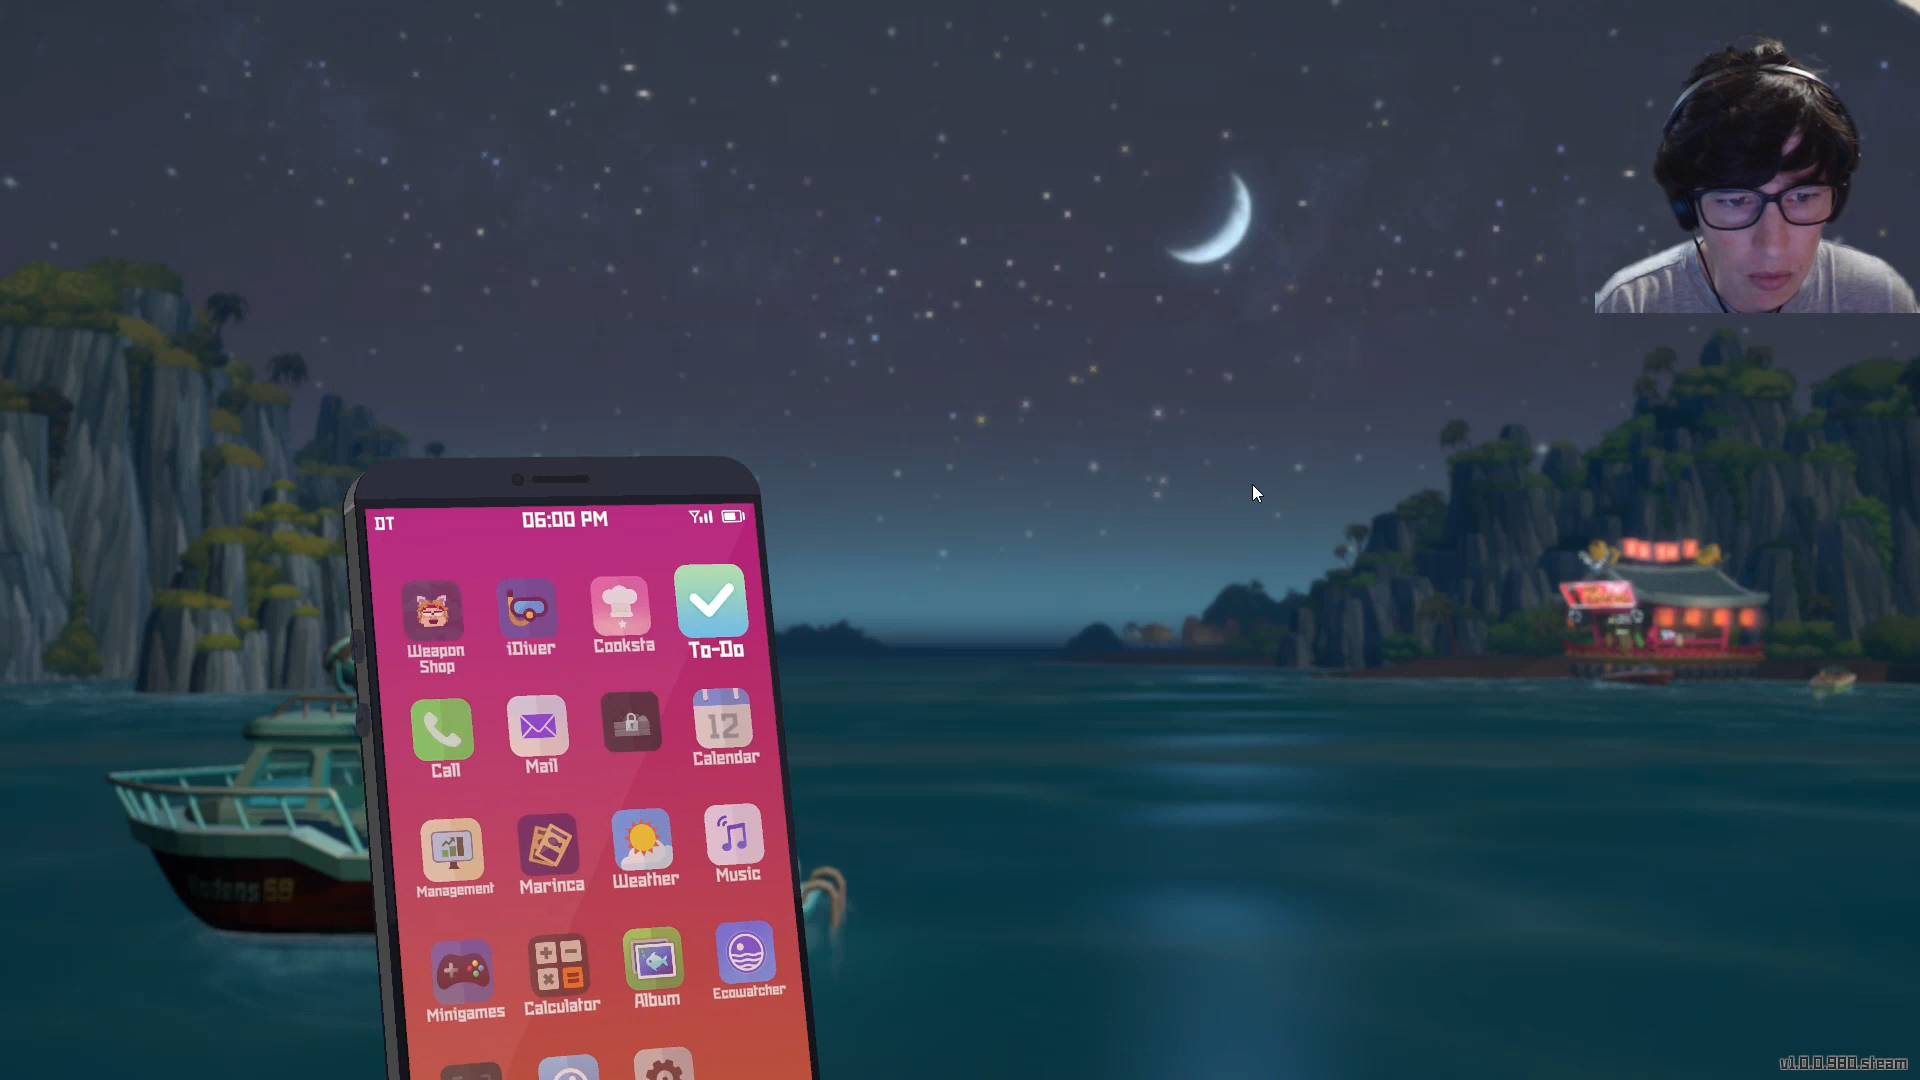 DT
06:00 PM
Weapon
Shop
iDiver
Cooksta
To-Do
Call
Mail
12
Calendar
Management
Marinca
Weather
Music
Minigames
Calculator
Album
Ecowatcher
v1.0.0.980.steam